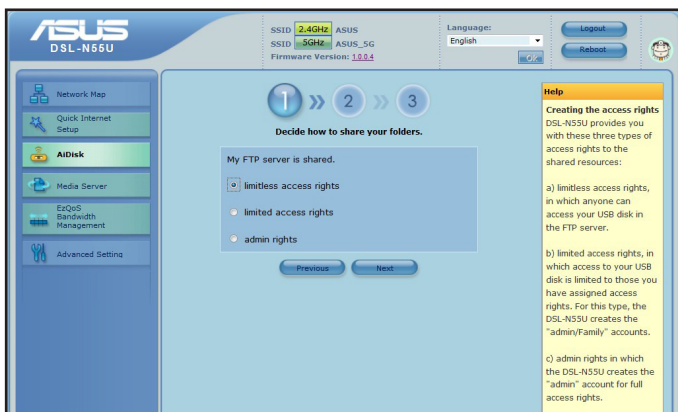 ASUS
DSL-N55U
SSID 2.4GHz ASUS
SSID 5GHz ASUS_5G
Firmware Version: 1.0.0.4
Language:
English
OK
Logout
Reboot
Network Map
Quick Internet
Setup
AiDisk
Media Server
EzQoS
Bandwidth
Management
Advanced Setting
1 » 2 » 3
Decide how to share your folders.
My FTP server is shared.
limitless access rights
limited access rights
admin rights
Previous
Next
Help
Creating the access rights
DSL-N55U provides you
with these three types of
access rights to the
shared resources:
a) limitless access rights,
in which anyone can
access your USB disk in
the FTP server.
b) limited access rights, in
which access to your USB
disk is limited to those you
have assigned access
rights. For this type, the
DSL-N55U creates the
"admin/Family" accounts.
c) admin rights in which
the DSL-N55U creates the
"admin" account for full
access rights.